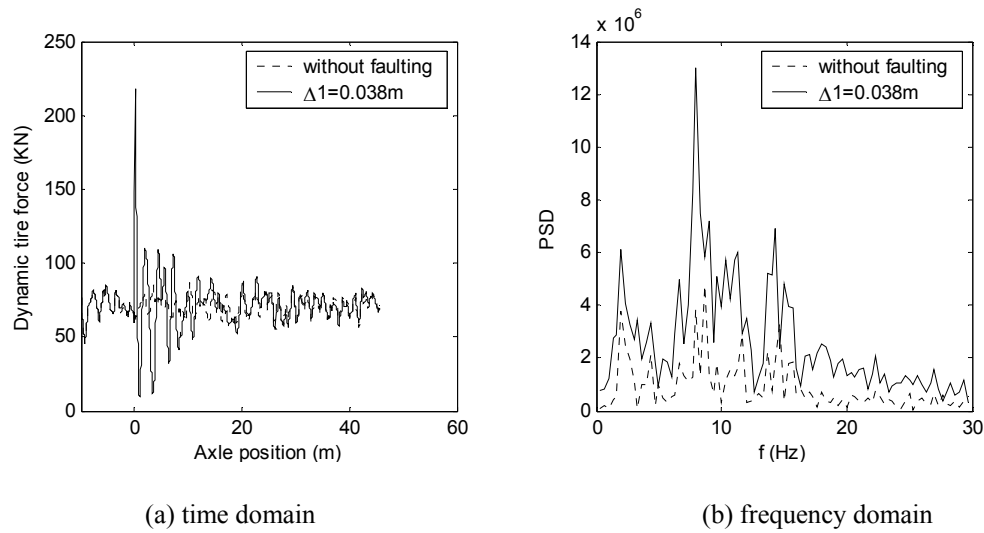 250
200
150
100
50
0
-- without faulting
Δ1=0.038m
Dynamic tire force (KN)
0
20
40
60
Axle position (m)
(a) time domain
x 10^6
14
12
10
8
6
4
2
0
without faulting
Δ1=0.038m
PSD
0
10
20
30
f (Hz)
(b) frequency domain